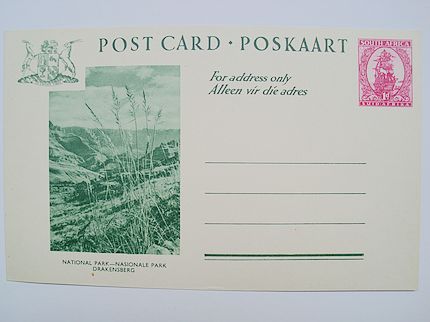 POST CARD · POSKAART
SOUTH AFRICA
1D
SUID-AFRIKA
For address only
Alleen vir die adres
NATIONAL PARK—NASIONALE PARK
DRAKENSBERG